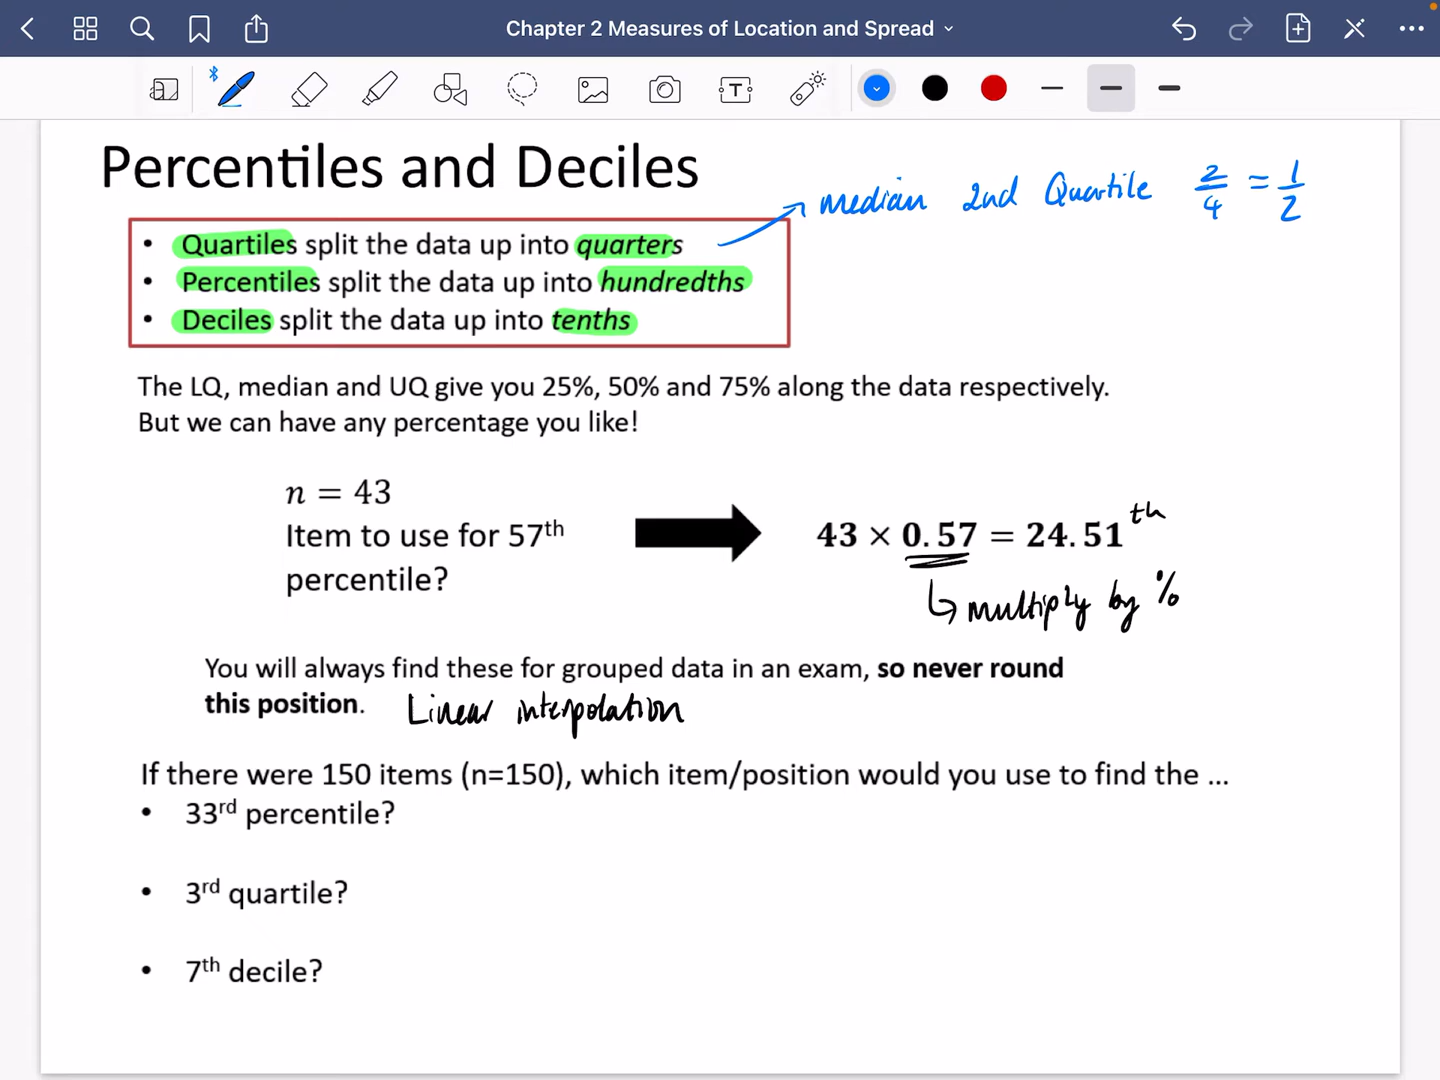 Chapter 2 Measures of Location and Spread
Percentiles and Deciles
median 2nd Quartile 2/4 = 1/2
• Quartiles split the data up into quarters
• Percentiles split the data up into hundredths
• Deciles split the data up into tenths
The LQ, median and UQ give you 25%, 50% and 75% along the data respectively.
But we can have any percentage you like!
n = 43
Item to use for 57th
percentile?
43 × 0.57 = 24.51th
↳ multiply by %
You will always find these for grouped data in an exam, so never round
this position. Linear interpolation
If there were 150 items (n=150), which item/position would you use to find the ...
• 33rd percentile?
• 3rd quartile?
• 7th decile?